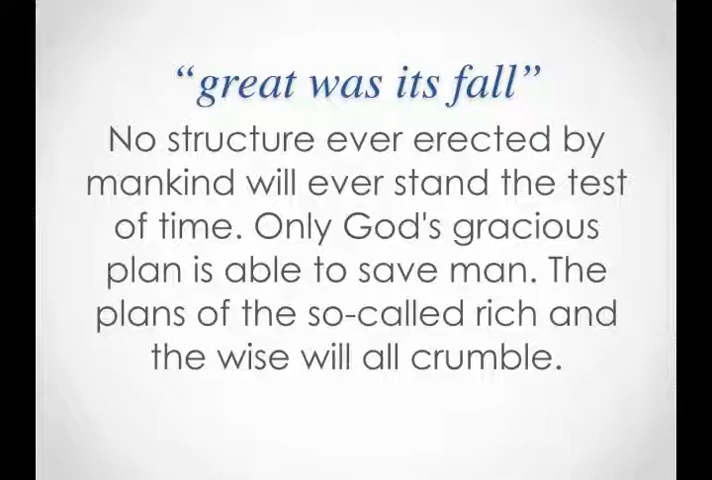 “great was its fall”
No structure ever erected by
mankind will ever stand the test
of time. Only God's gracious
plan is able to save man. The
plans of the so-called rich and
the wise will all crumble.